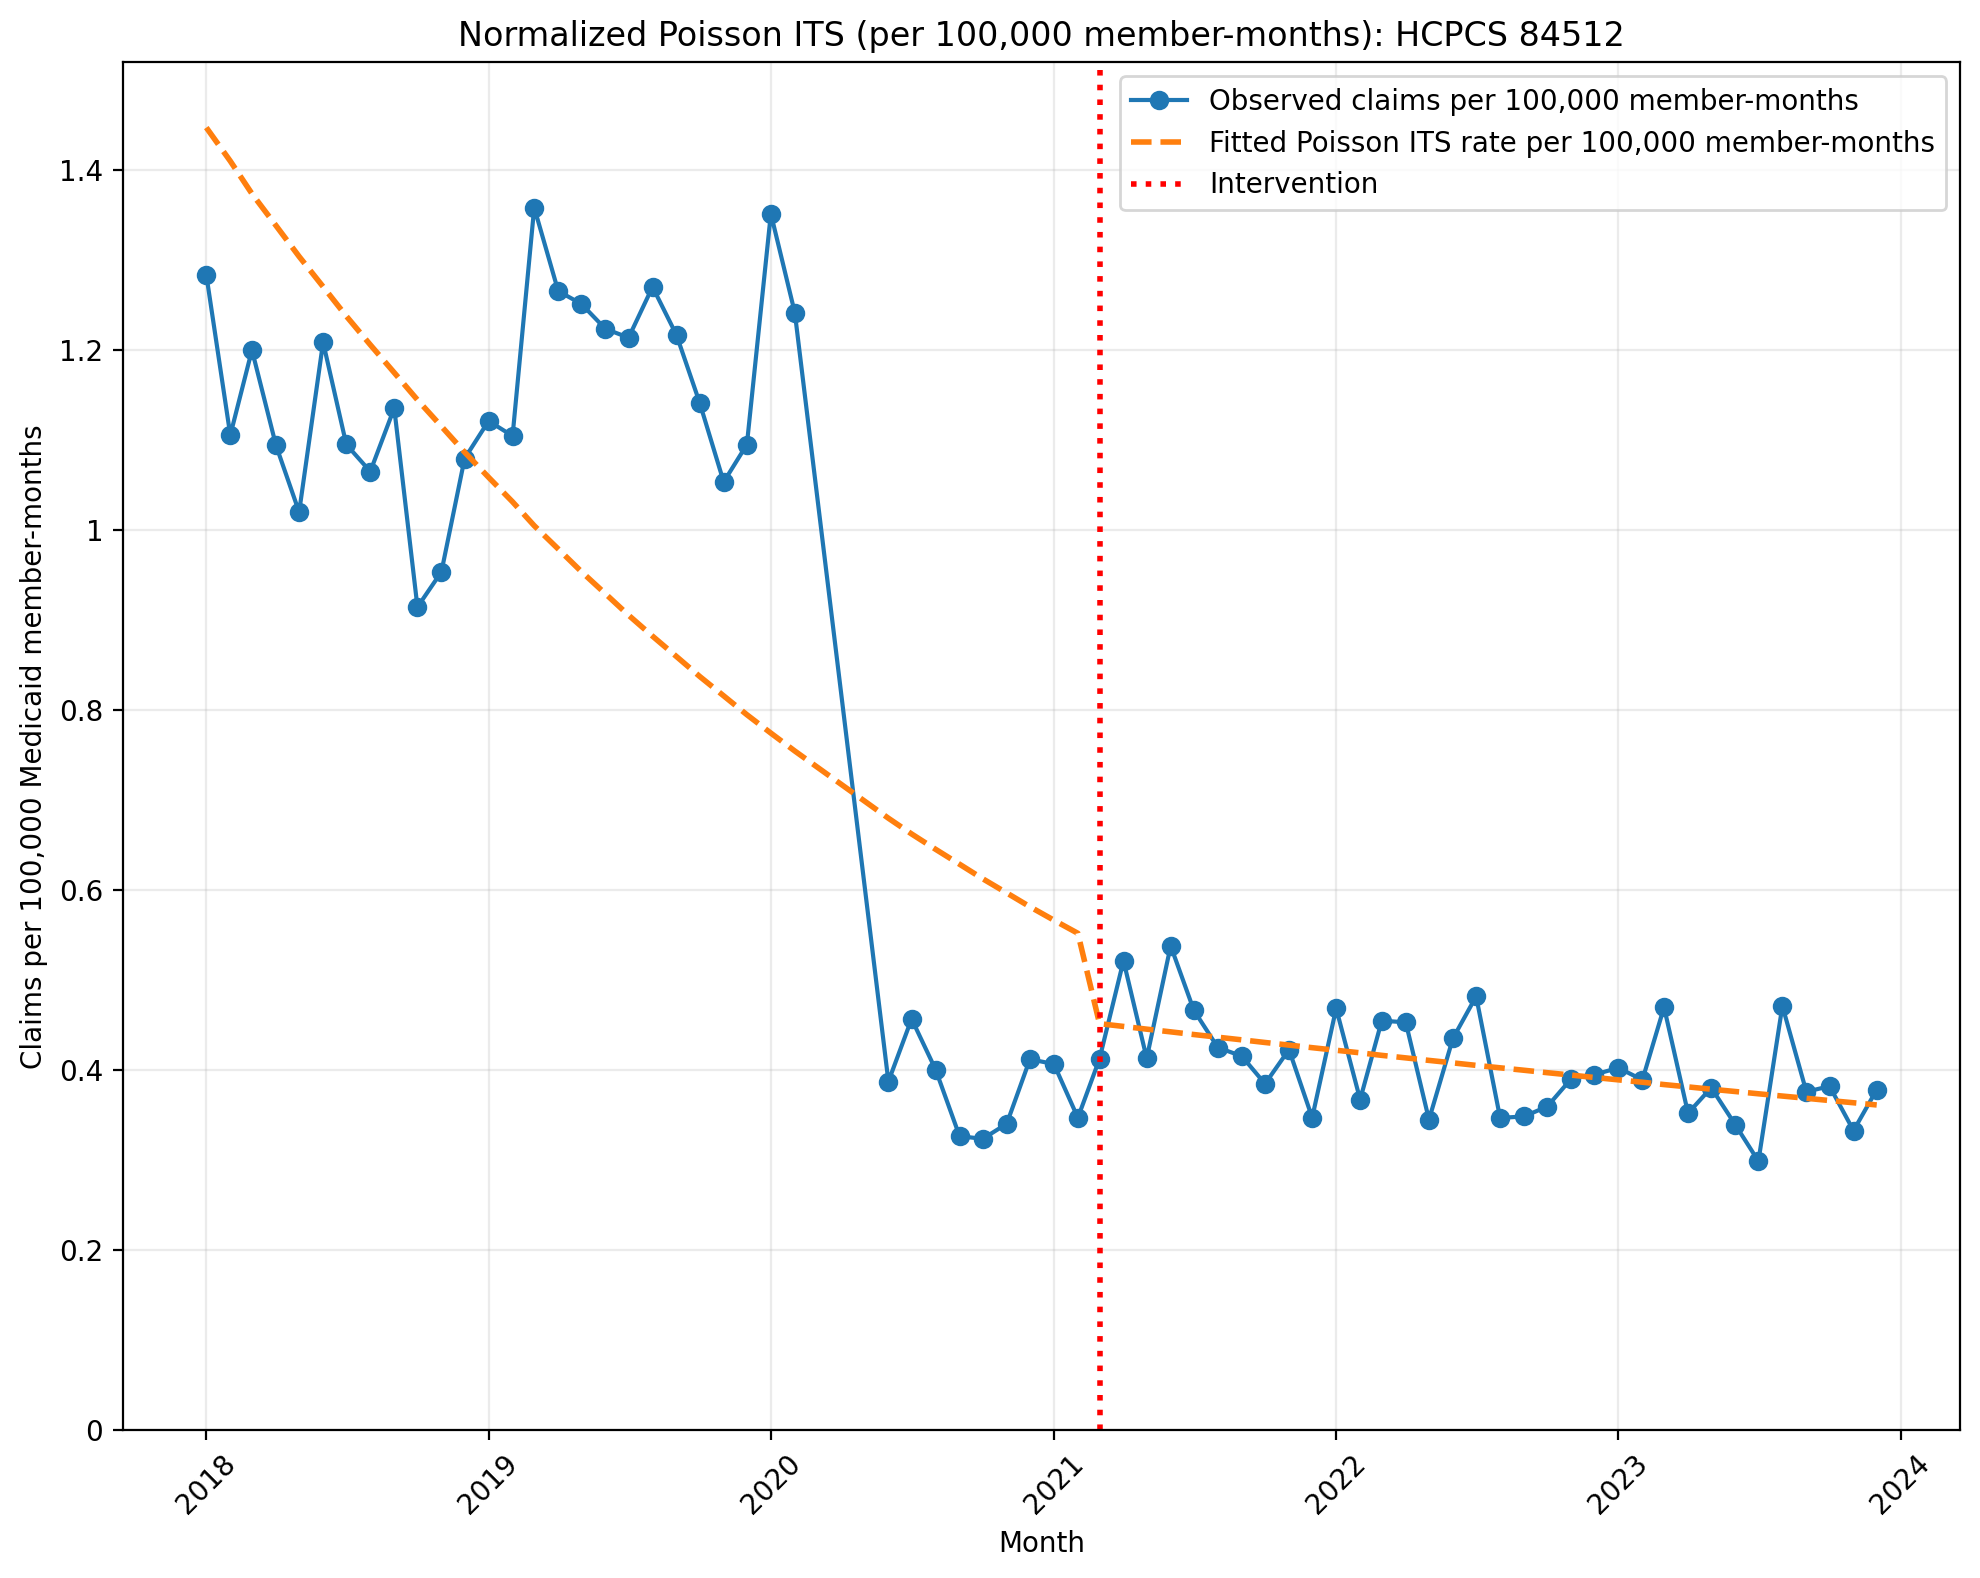 Normalized Poisson ITS (per 100,000 member-months): HCPCS 84512
Observed claims per 100,000 member-months
Fitted Poisson ITS rate per 100,000 member-months
Intervention
Claims per 100,000 Medicaid member-months
1.4
1.2
1
0.8
0.6
0.4
0.2
0
2018
2019
2020
2021
2022
2023
2024
Month